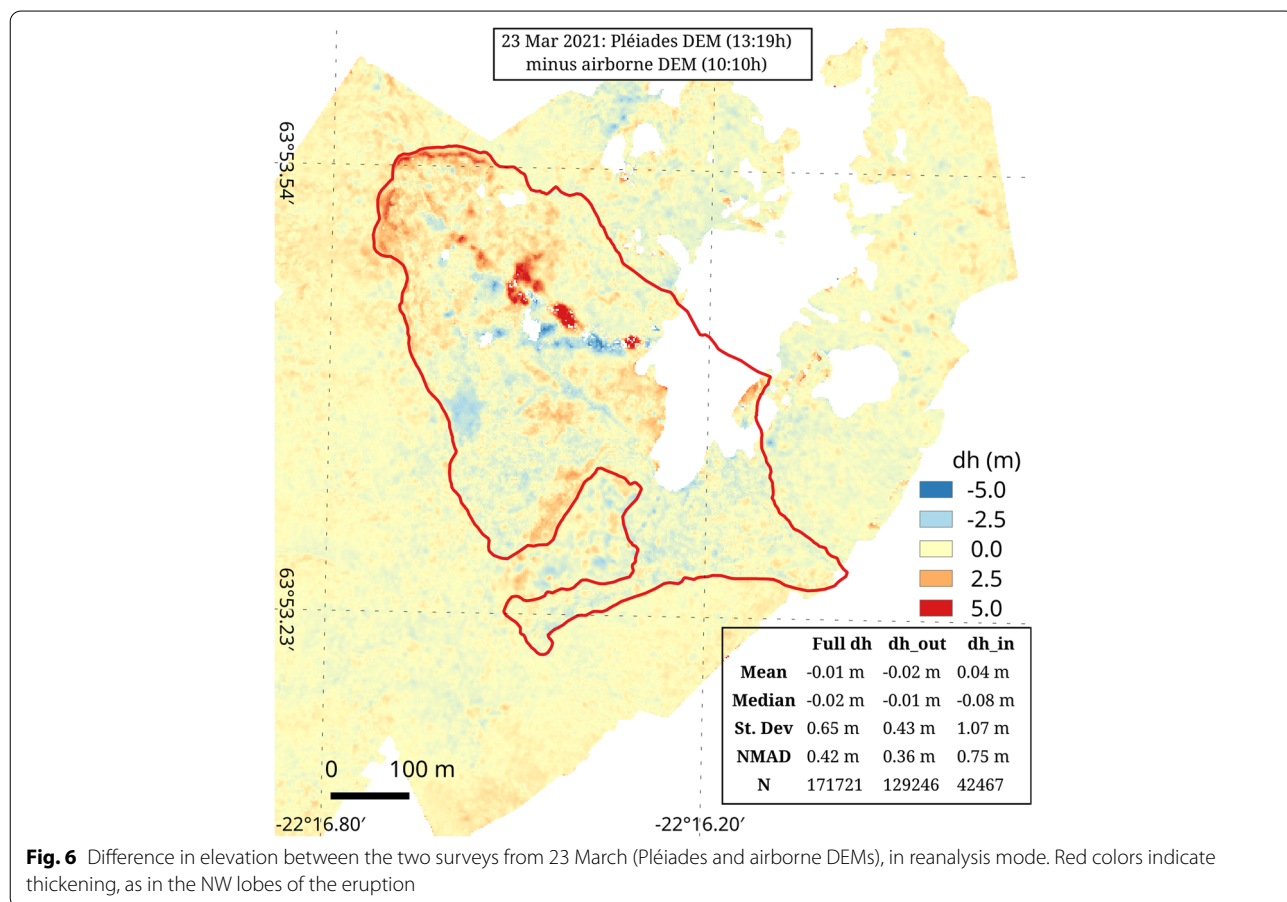 23 Mar 2021: Pléiades DEM (13:19h)
minus airborne DEM (10:10h)
63°53.54′
63°53.23′
dh (m)
-5.0
-2.5
0.0
2.5
5.0
Full dh dh_out dh_in
Mean -0.01 m -0.02 m 0.04 m
Median -0.02 m -0.01 m -0.08 m
St. Dev 0.65 m 0.43 m 1.07 m
NMAD 0.42 m 0.36 m 0.75 m
N 171721 129246 42467
0 100 m
-22°16.80′ -22°16.20′
Fig. 6 Difference in elevation between the two surveys from 23 March (Pléiades and airborne DEMs), in reanalysis mode. Red colors indicate
thickening, as in the NW lobes of the eruption